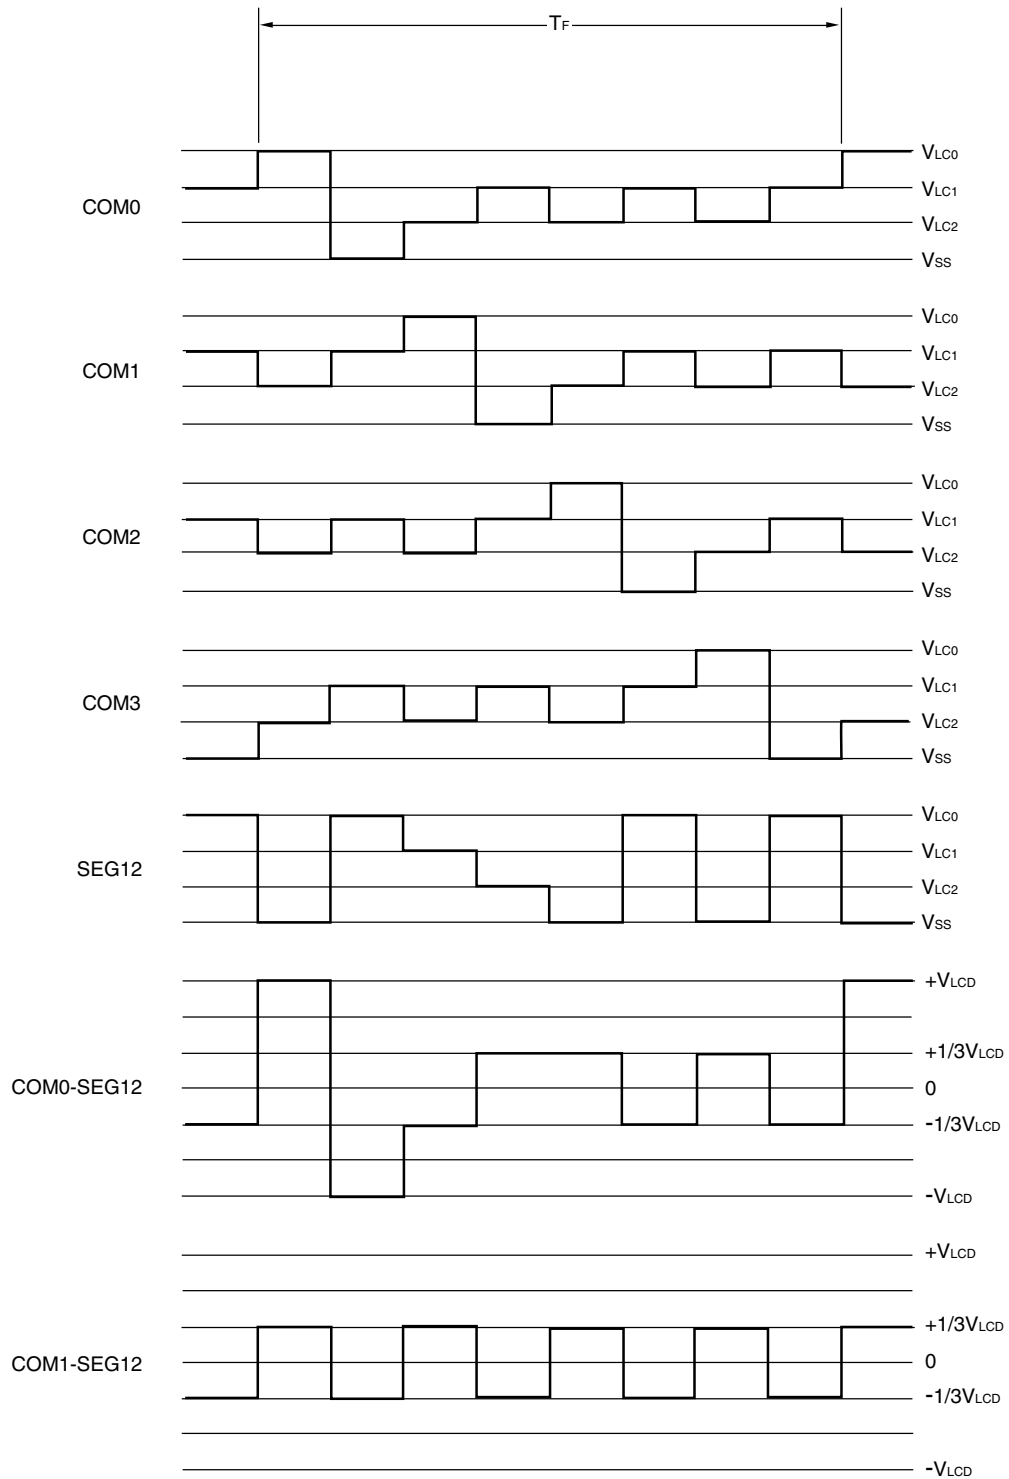 TF
VLC0
VLC1
COM0
VLC2
VSS
VLC0
VLC1
COM1
VLC2
VSS
VLC0
VLC1
COM2
VLC2
VSS
VLC0
VLC1
COM3
VLC2
VSS
VLC0
VLC1
SEG12
VLC2
VSS
+VLCD
+1/3VLCD
COM0-SEG12
0
-1/3VLCD
-VLCD
+VLCD
+1/3VLCD
COM1-SEG12
0
-1/3VLCD
-VLCD